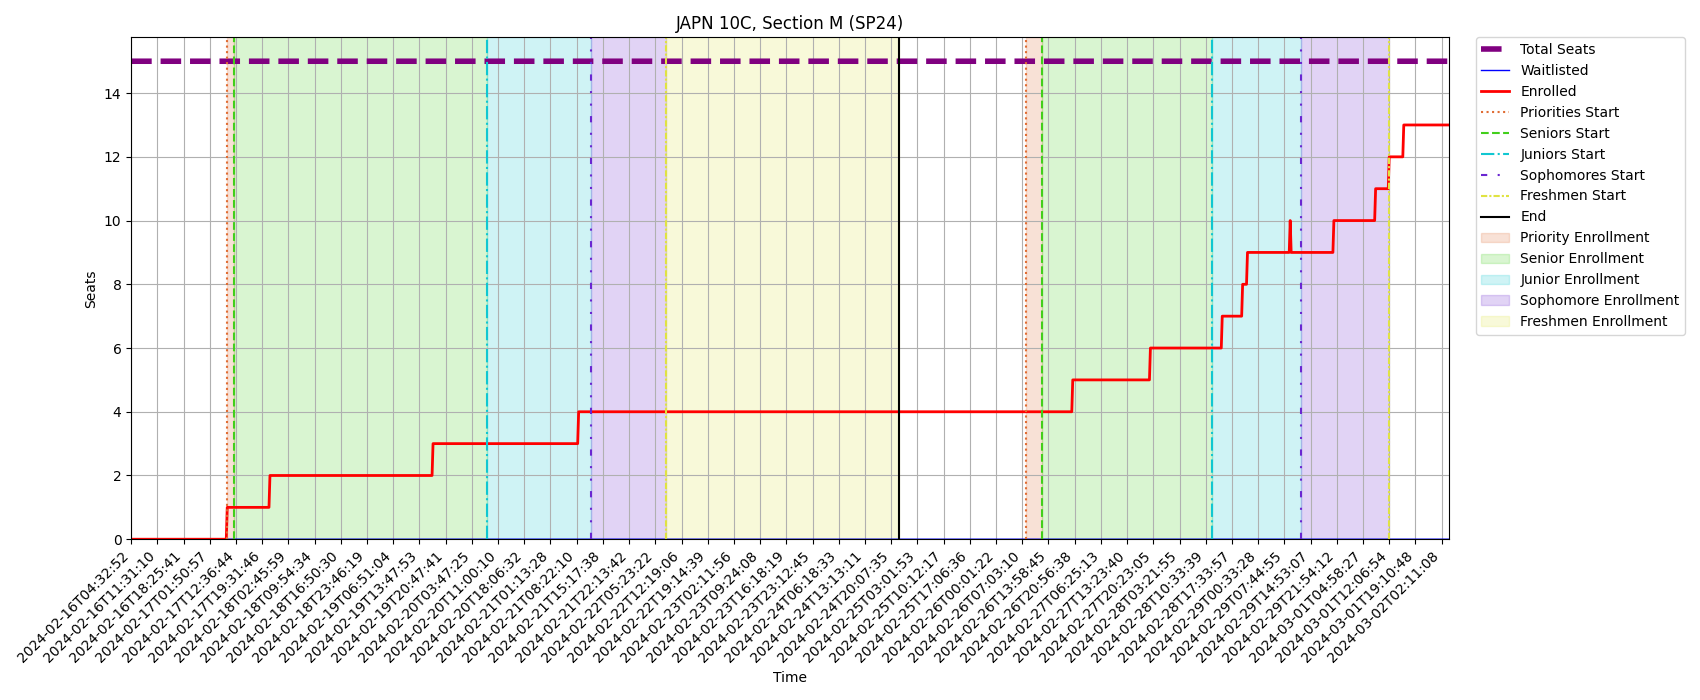 JAPN 10C, Section M (SP24)
Seats
14
12
10
8
6
4
2
0
2024-02-16T04:32:52
2024-02-16T11:31:10
2024-02-16T18:25:41
2024-02-17T01:50:57
2024-02-17T12:36:44
2024-02-17T19:31:46
2024-02-18T02:45:59
2024-02-18T09:54:34
2024-02-18T16:50:30
2024-02-18T23:46:19
2024-02-19T06:51:04
2024-02-19T13:47:53
2024-02-19T20:47:41
2024-02-20T03:47:25
2024-02-20T11:00:10
2024-02-20T18:06:32
2024-02-21T01:13:28
2024-02-21T08:22:10
2024-02-21T15:17:38
2024-02-21T22:13:42
2024-02-22T05:23:22
2024-02-22T12:19:06
2024-02-22T19:14:39
2024-02-23T02:11:56
2024-02-23T09:24:08
2024-02-23T16:18:19
2024-02-23T23:12:45
2024-02-24T06:18:33
2024-02-24T13:13:11
2024-02-24T20:07:35
2024-02-25T03:01:53
2024-02-25T10:12:17
2024-02-25T17:06:36
2024-02-26T00:01:22
2024-02-26T07:03:10
2024-02-26T13:58:45
2024-02-26T20:56:38
2024-02-27T06:25:13
2024-02-27T13:23:40
2024-02-27T20:23:05
2024-02-28T03:21:55
2024-02-28T10:33:39
2024-02-28T17:33:57
2024-02-29T00:33:28
2024-02-29T07:44:55
2024-02-29T14:53:07
2024-02-29T21:54:12
2024-03-01T04:58:27
2024-03-01T12:06:54
2024-03-01T19:10:48
2024-03-02T02:11:08
Time
Total Seats
Waitlisted
Enrolled
Priorities Start
Seniors Start
Juniors Start
Sophomores Start
Freshmen Start
End
Priority Enrollment
Senior Enrollment
Junior Enrollment
Sophomore Enrollment
Freshmen Enrollment